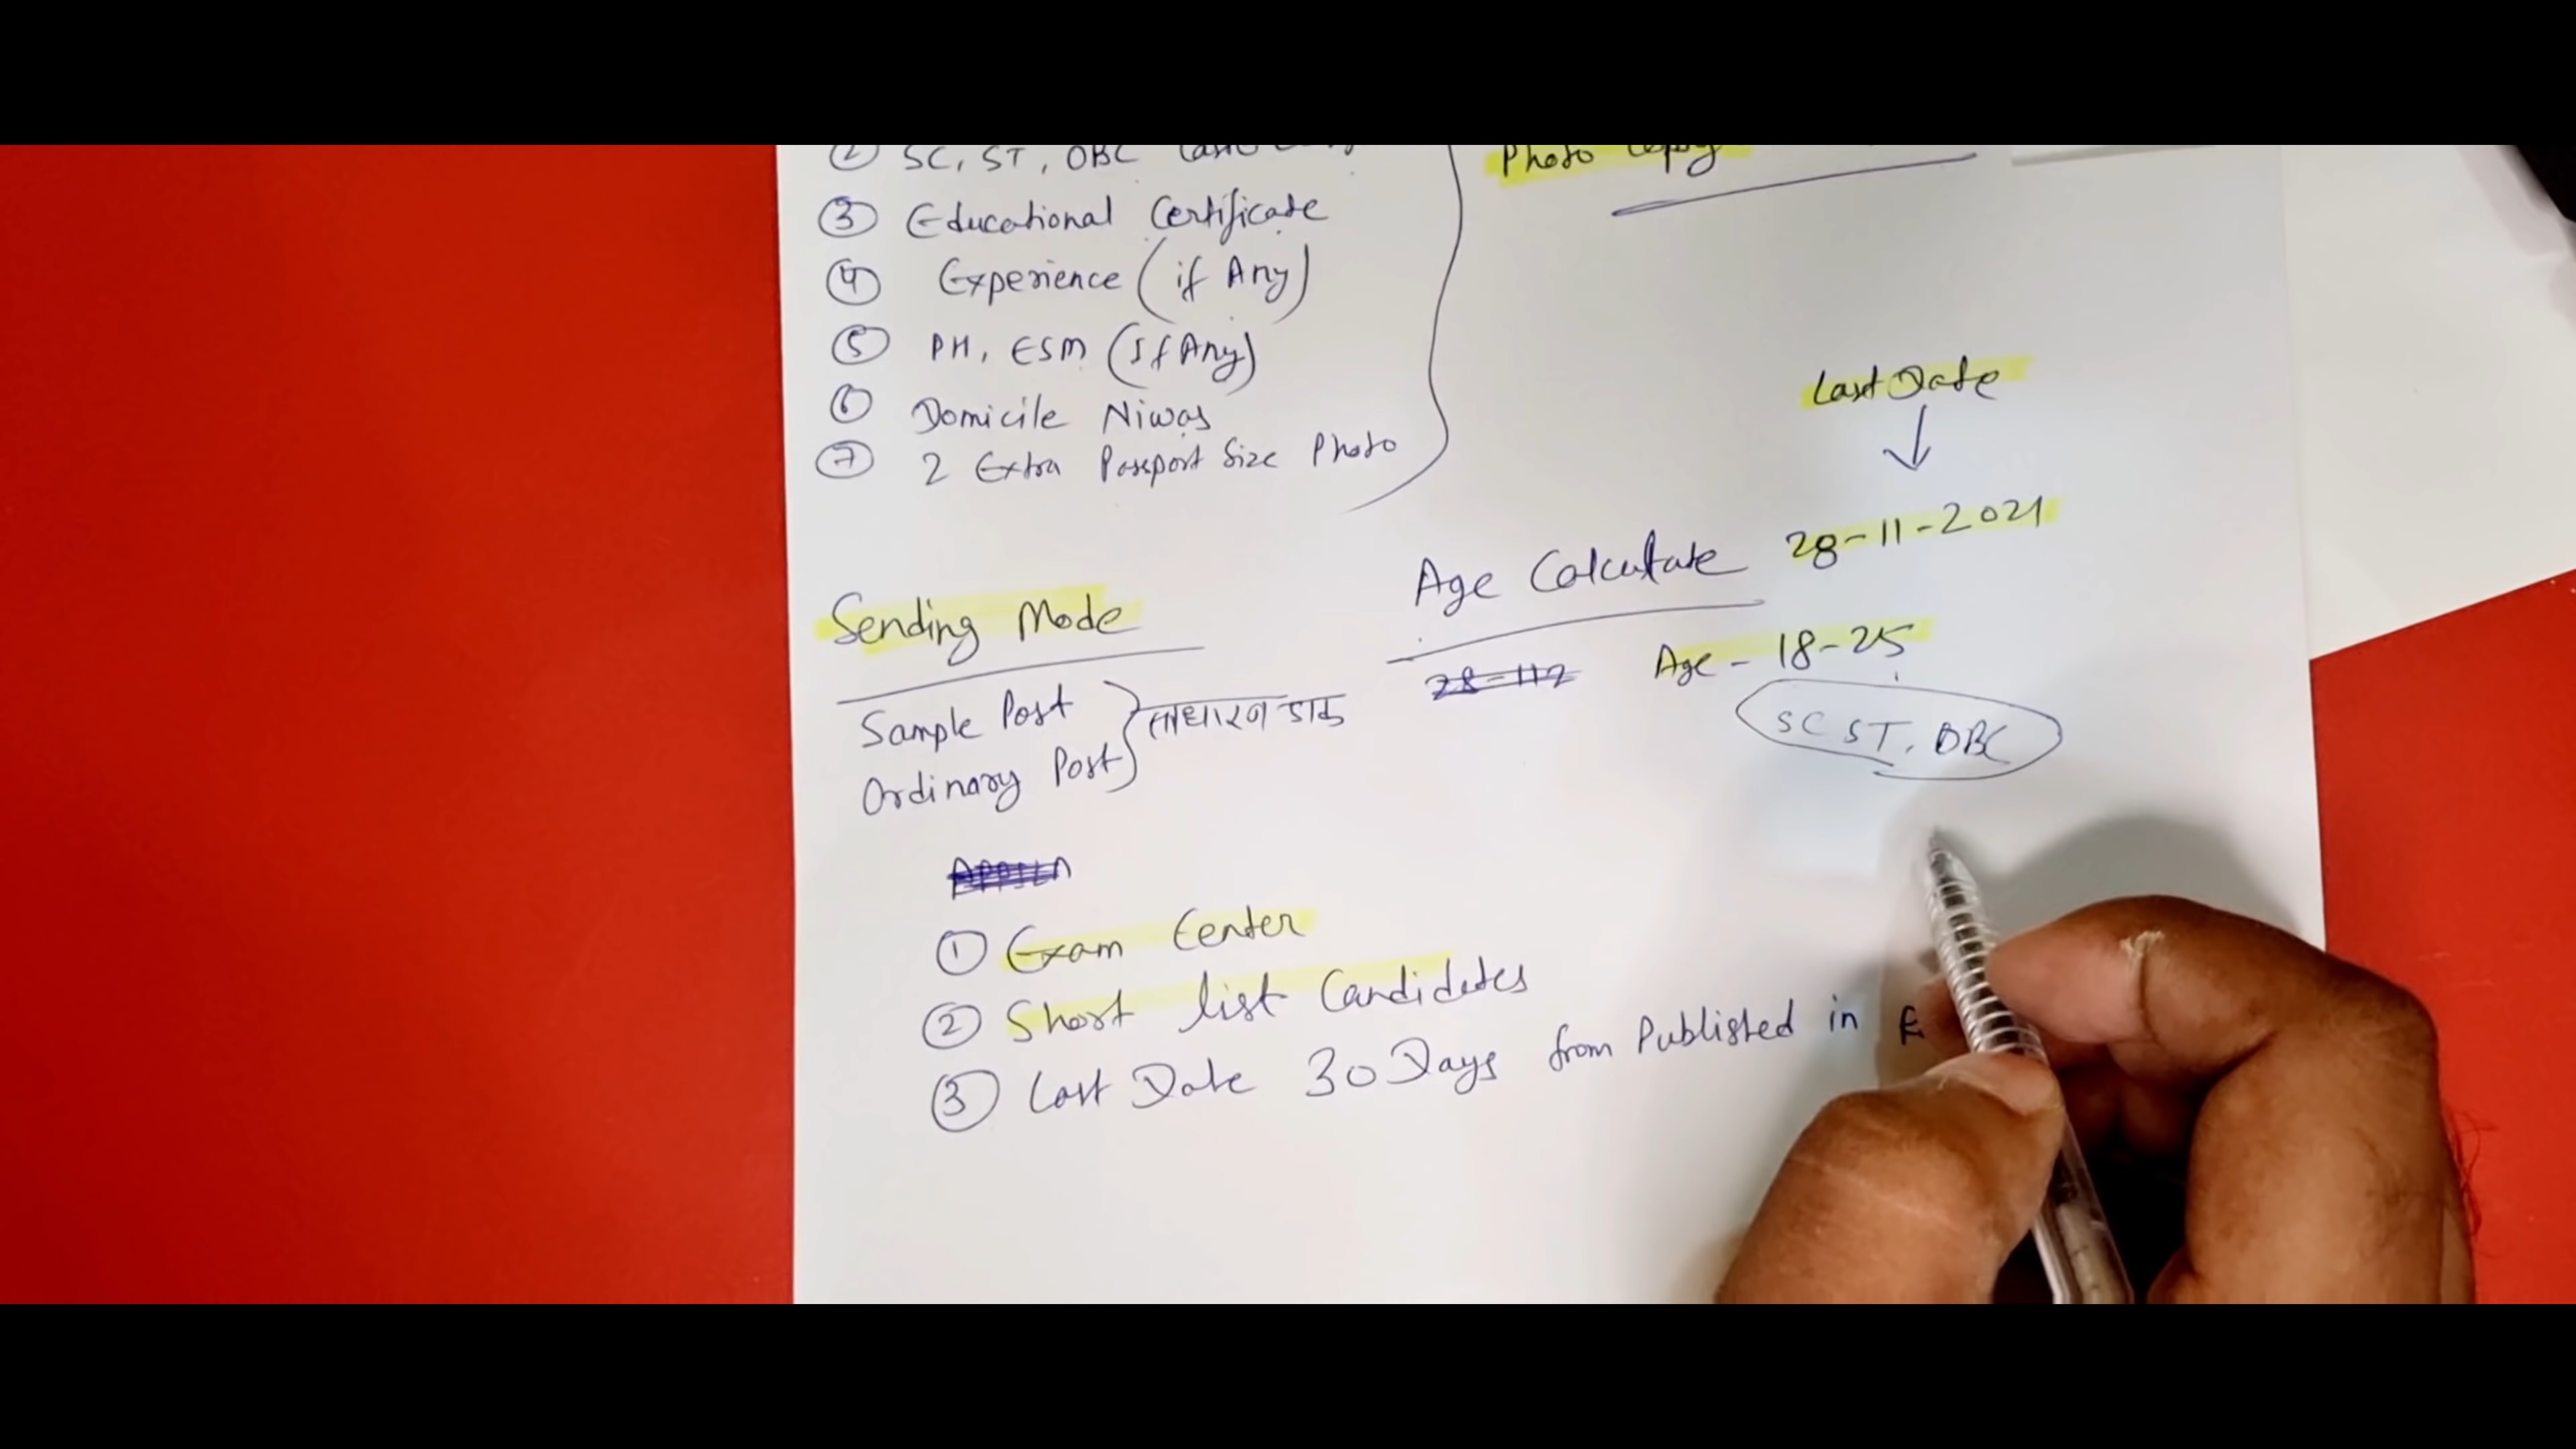 ② SC, ST, OBC
③ Educational Certificate
④ Experience (if Any)
⑤ PH, ESM (If Any)
⑥ Domicile Niwas
⑦ 2 Extra Passport Size Photo
Photo Copy
Last Date
↓
Age Calculate 28-11-2021
Age - 18-25
SC ST, OBC
Sending Mode
Sample Post
Ordinary Post
साधारण डाक
① Exam Center
② Short list Candidates
③ Last Date 30 Days from Published in